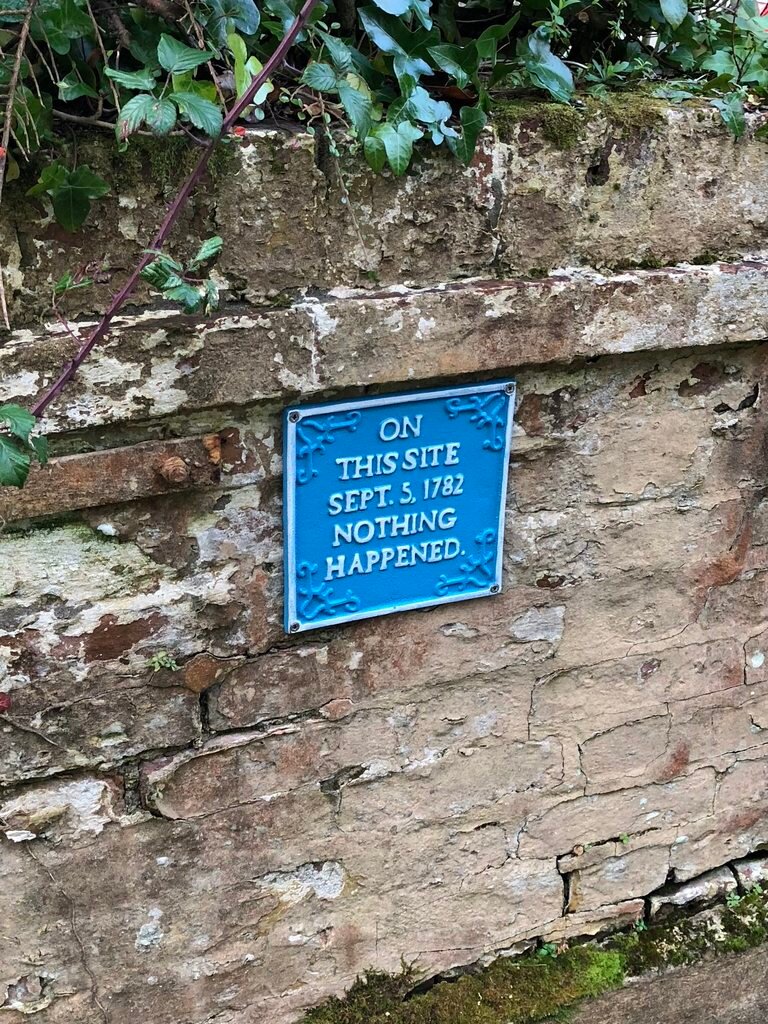 ON
THIS SITE
SEPT. 5, 1782
NOTHING
HAPPENED.